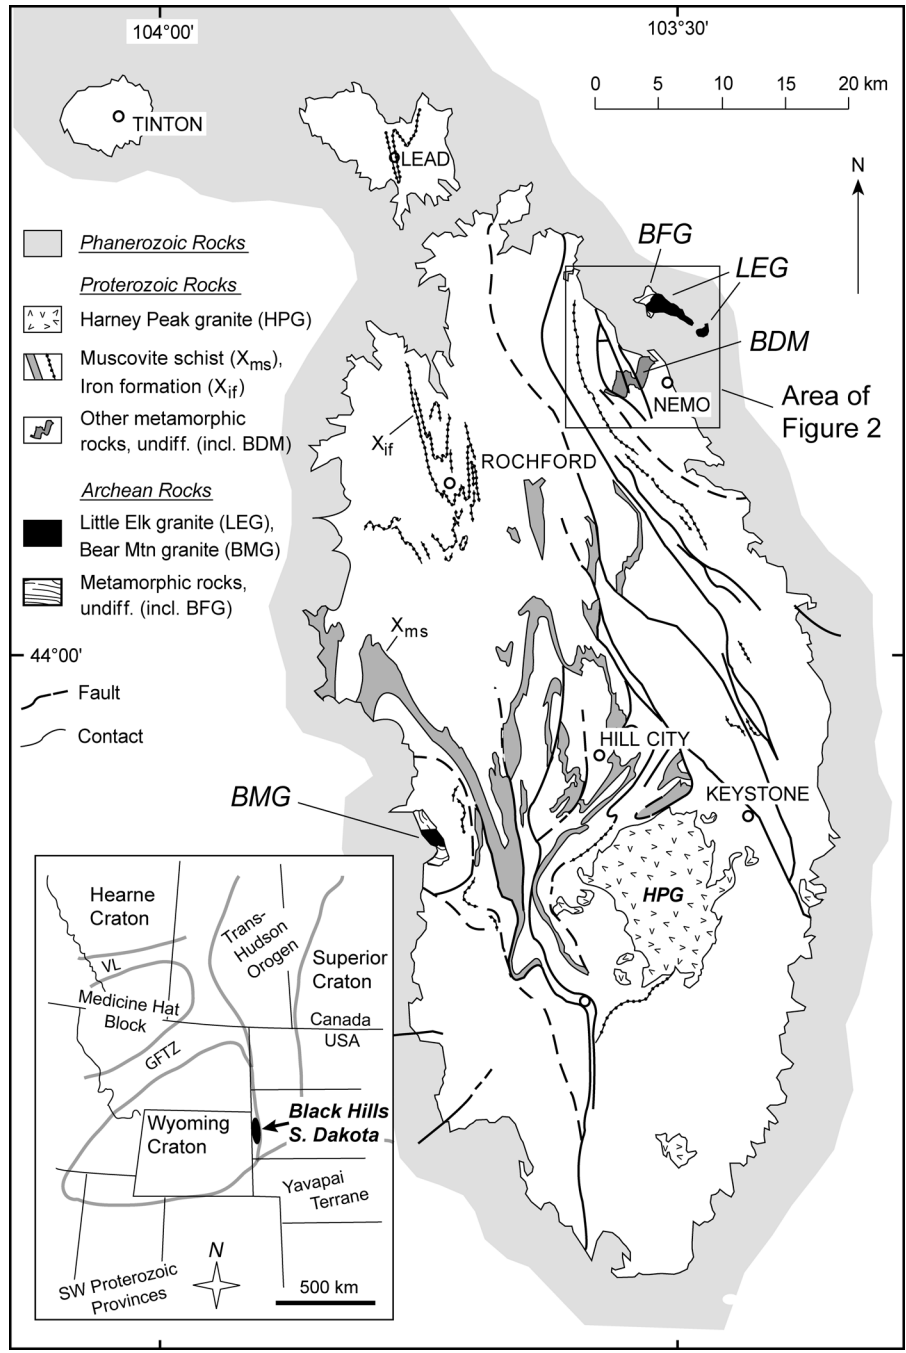 104°00'
103°30'
0 5 10 15 20 km
TINTON
LEAD
N
BFG
LEG
BDM
NEMO
Area of
Figure 2
Phanerozoic Rocks
Proterozoic Rocks
Harney Peak granite (HPG)
Muscovite schist (Xms),
Iron formation (Xif)
Other metamorphic
rocks, undiff. (incl. BDM)
Archean Rocks
Little Elk granite (LEG),
Bear Mtn granite (BMG)
Metamorphic rocks,
undiff. (incl. BFG)
Xif
ROCHFORD
Xms
44°00'
Fault
Contact
HILL CITY
KEYSTONE
BMG
HPG
Hearne
Craton
Trans-
Hudson
Orogen
VL
Superior
Craton
Medicine Hat
Block
Canada
USA
GFTZ
Black Hills
S. Dakota
Wyoming
Craton
Yavapai
Terrane
N
SW Proterozoic
Provinces
500 km